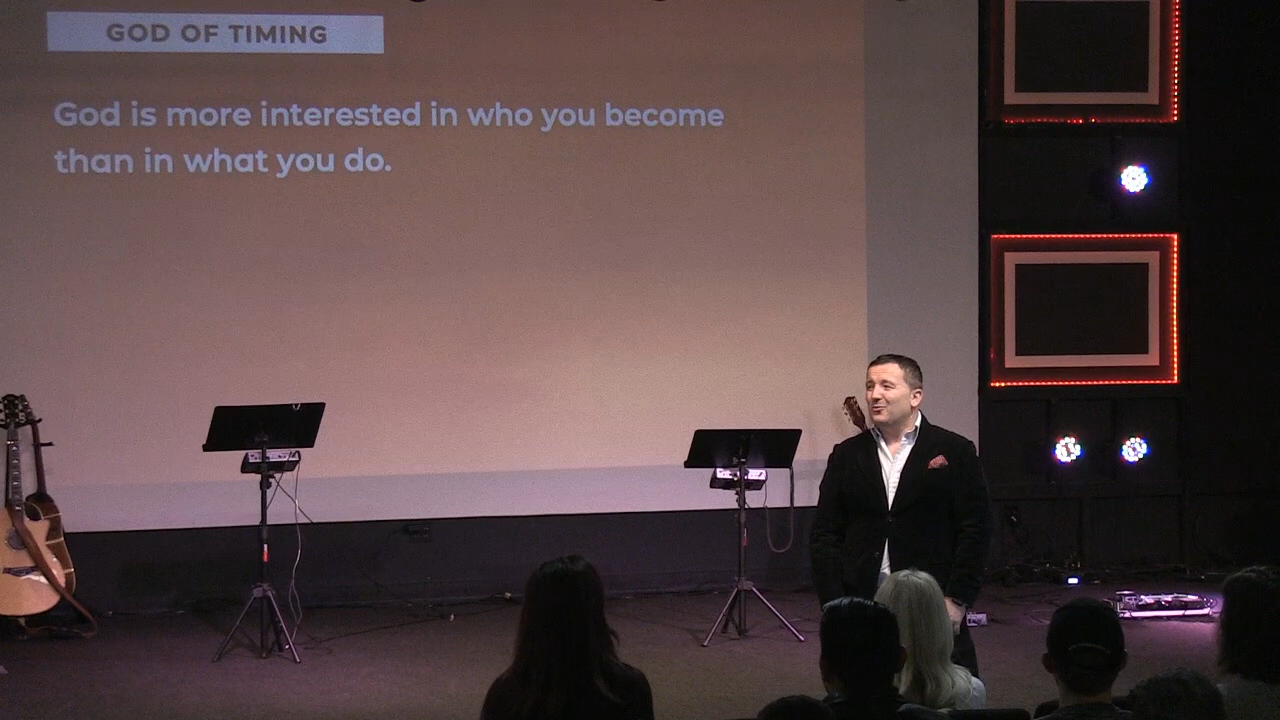 GOD OF TIMING
God is more interested in who you become
than in what you do.